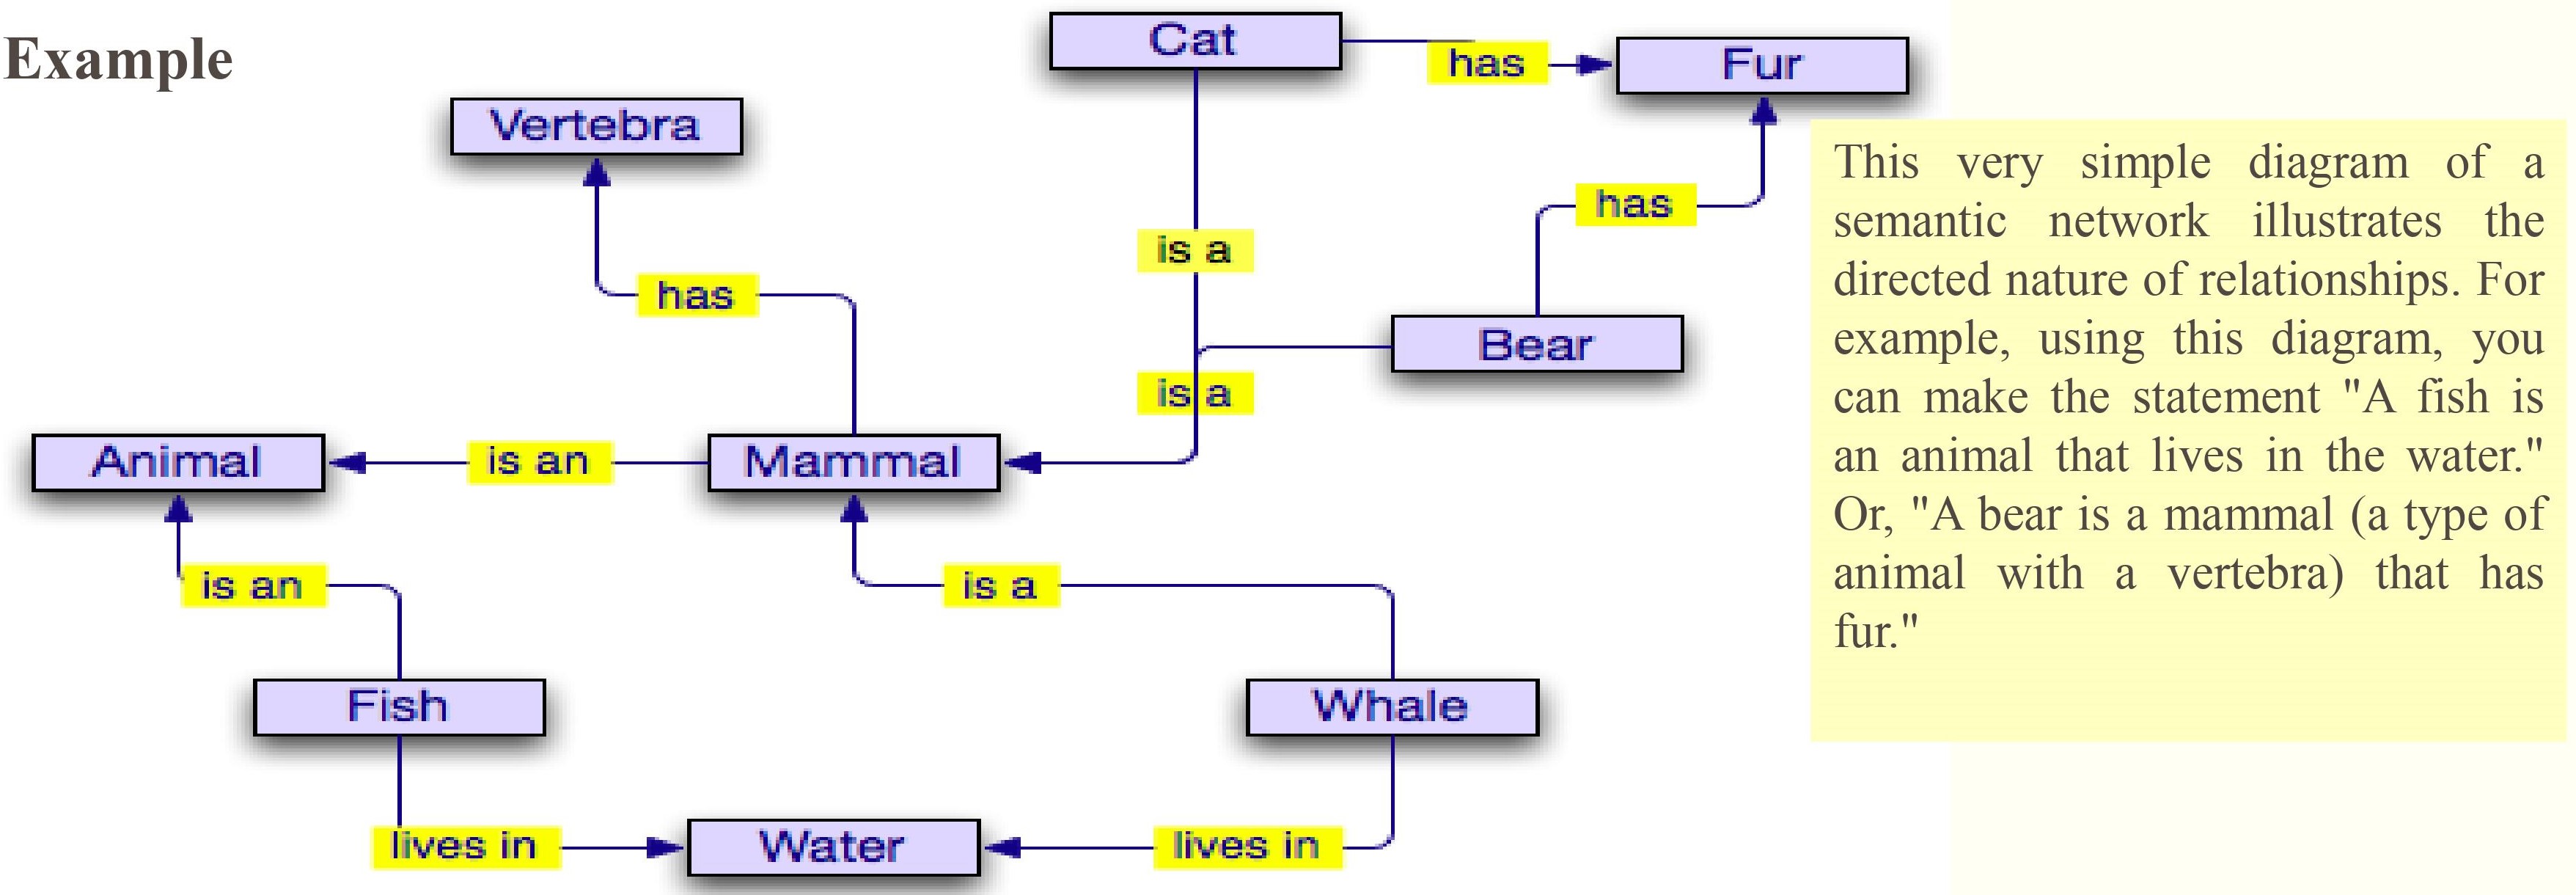 Example
Cat
has
Fur
Vertebra
has
is a
has
Bear
is a
Animal
is an
Mammal
is an
is a
Fish
Whale
lives in
Water
lives in
This very simple diagram of a
semantic network illustrates the
directed nature of relationships. For
example, using this diagram, you
can make the statement "A fish is
an animal that lives in the water."
Or, "A bear is a mammal (a type of
animal with a vertebra) that has
fur."